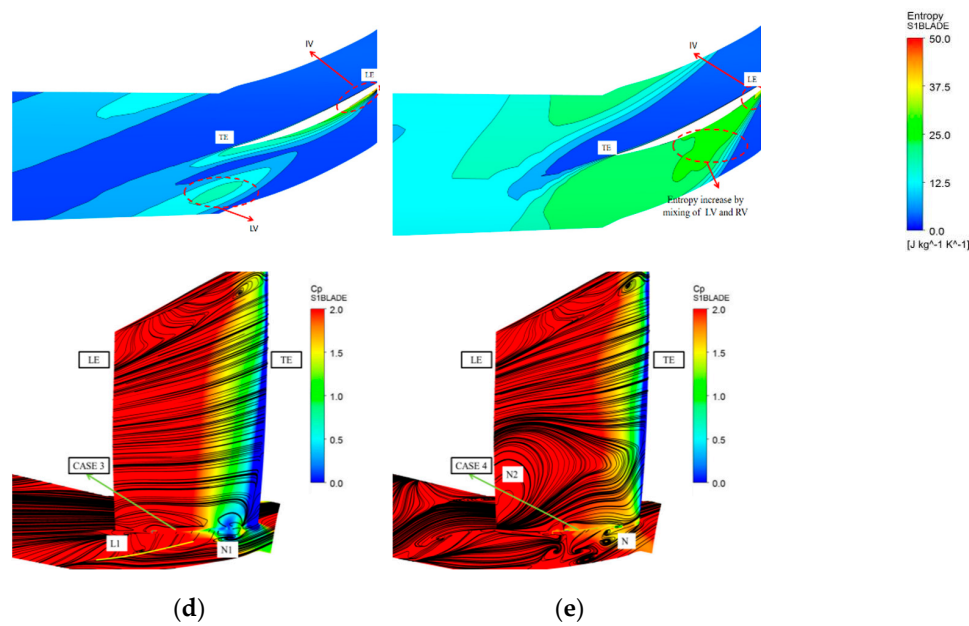 IV
LE
TE
LV
IV
LE
TE
Entropy increase by
mixing of LV and RV
Entropy
S1BLADE
50.0
37.5
25.0
12.5
0.0
[J kg^-1 K^-1]
Cp
S1BLADE
2.0
1.5
1.0
0.5
0.0
LE
TE
CASE 3
L1
N1
Cp
S1BLADE
2.0
1.5
1.0
0.5
0.0
LE
TE
CASE 4
N2
N
(d)
(e)